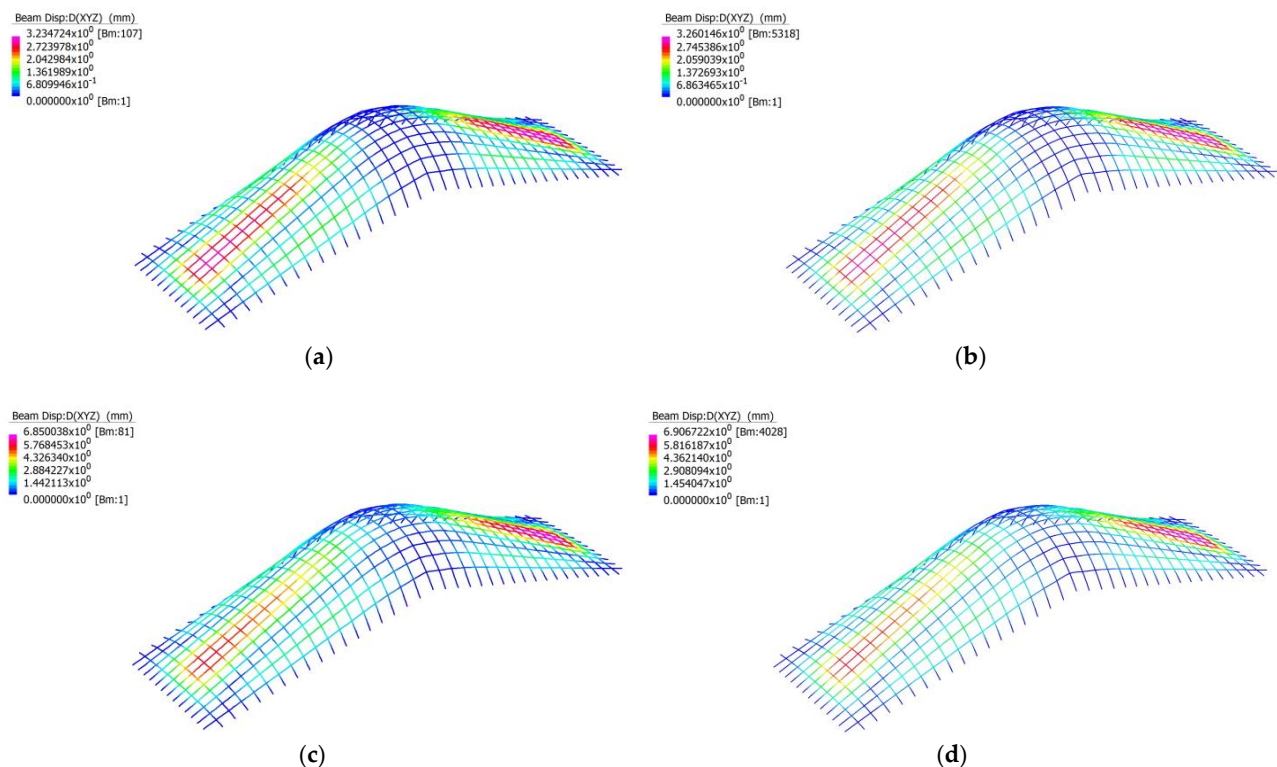 Beam Disp:D(XYZ) (mm)
3.234724x10⁰ [Bm:107]
2.723978x10⁰
2.042984x10⁰
1.361989x10⁰
6.809946x10⁻¹
0.000000x10⁰ [Bm:1]
(a)
Beam Disp:D(XYZ) (mm)
3.260146x10⁰ [Bm:5318]
2.745386x10⁰
2.059039x10⁰
1.372693x10⁰
6.863465x10⁻¹
0.000000x10⁰ [Bm:1]
(b)
Beam Disp:D(XYZ) (mm)
6.850038x10⁰ [Bm:81]
5.768453x10⁰
4.326340x10⁰
2.884227x10⁰
1.442113x10⁰
0.000000x10⁰ [Bm:1]
(c)
Beam Disp:D(XYZ) (mm)
6.906722x10⁰ [Bm:4028]
5.816187x10⁰
4.362140x10⁰
2.908094x10⁰
1.454047x10⁰
0.000000x10⁰ [Bm:1]
(d)